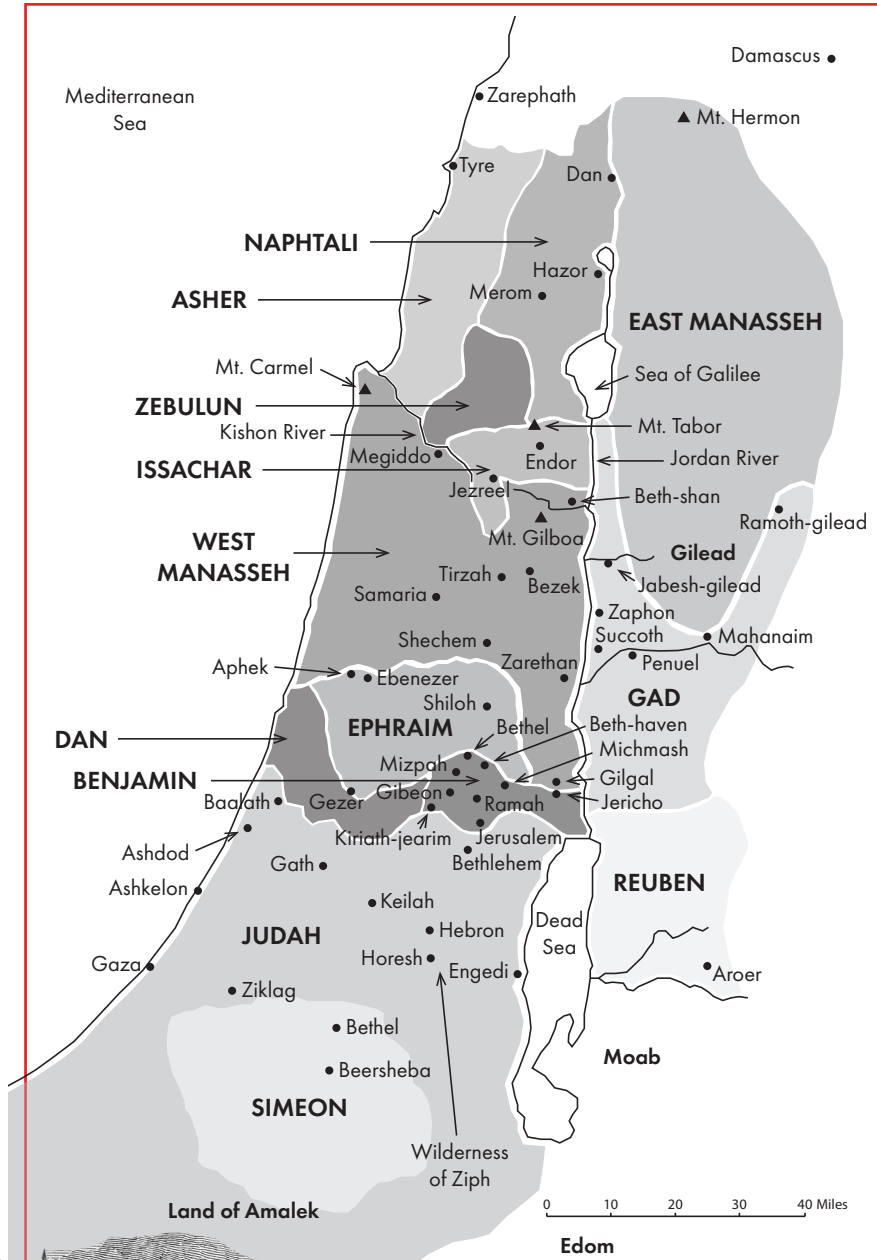 Damascus
Mediterranean
Sea
Zarephath
Mt. Hermon
Tyre
Dan
NAPHTALI
Hazor
Merom
ASHER
EAST MANASSEH
Mt. Carmel
Sea of Galilee
ZEBULUN
Mt. Tabor
Kishon River
Megiddo
Endor
Jordan River
ISSACHAR
Jezreel
Beth-shan
Ramoth-gilead
Mt. Gilboa
WEST
MANASSEH
Gilead
Tirzah
Bezek
Jabesh-gilead
Samaria
Zaphon
Shechem
Succoth
Mahanaim
Zarethan
Penuel
Aphek
Ebenezer
Shiloh
GAD
EPHRAIM
Bethel
Beth-haven
DAN
Michmash
Mizpah
BENJAMIN
Gilgal
Baalath
Gezer
Gibeon
Ramah
Jericho
Kiriath-jearim
Jerusalem
Ashdod
Gath
Bethlehem
Ashkelon
REUBEN
Keilah
Dead
Sea
JUDAH
Hebron
Horesh
Engedi
Gaza
Aroer
Ziklag
Bethel
Moab
Beersheba
SIMEON
Wilderness
of Ziph
Land of Amalek
0 10 20 30 40 Miles
Edom